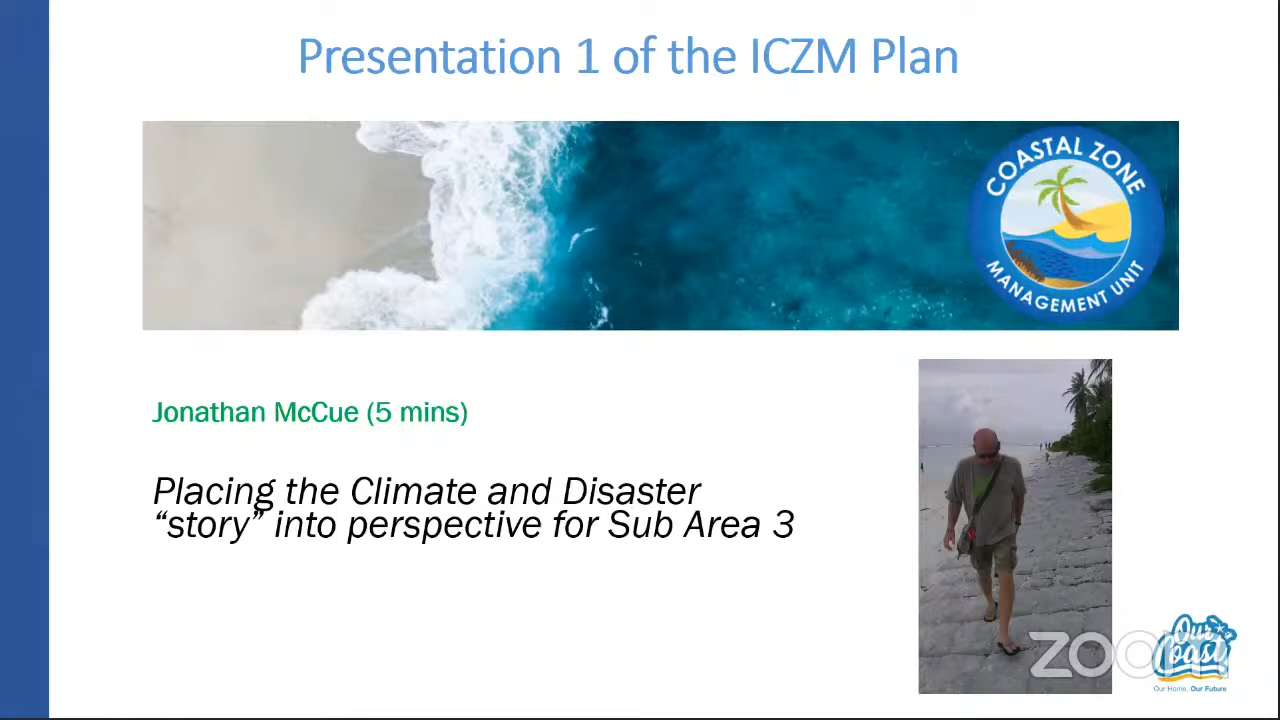 Presentation 1 of the ICZM Plan
COASTAL ZONE
MANAGEMENT UNIT
Jonathan McCue (5 mins)
Placing the Climate and Disaster
“story” into perspective for Sub Area 3
zoom
Our
Coast
Our Home, Our Future